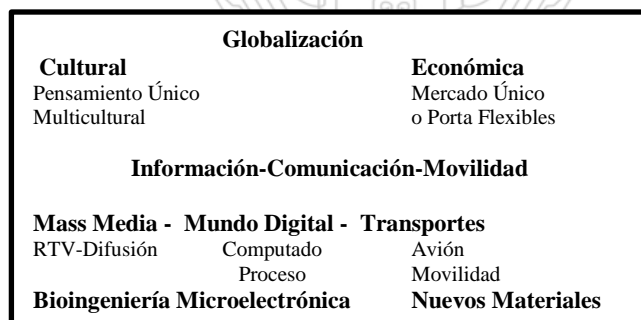 Globalización
Cultural Económica
Pensamiento Único Mercado Único
Multicultural o Porta Flexibles
Información-Comunicación-Movilidad
Mass Media - Mundo Digital - Transportes
RTV-Difusión Computado Avión
Proceso Movilidad
Bioingeniería Microelectrónica Nuevos Materiales